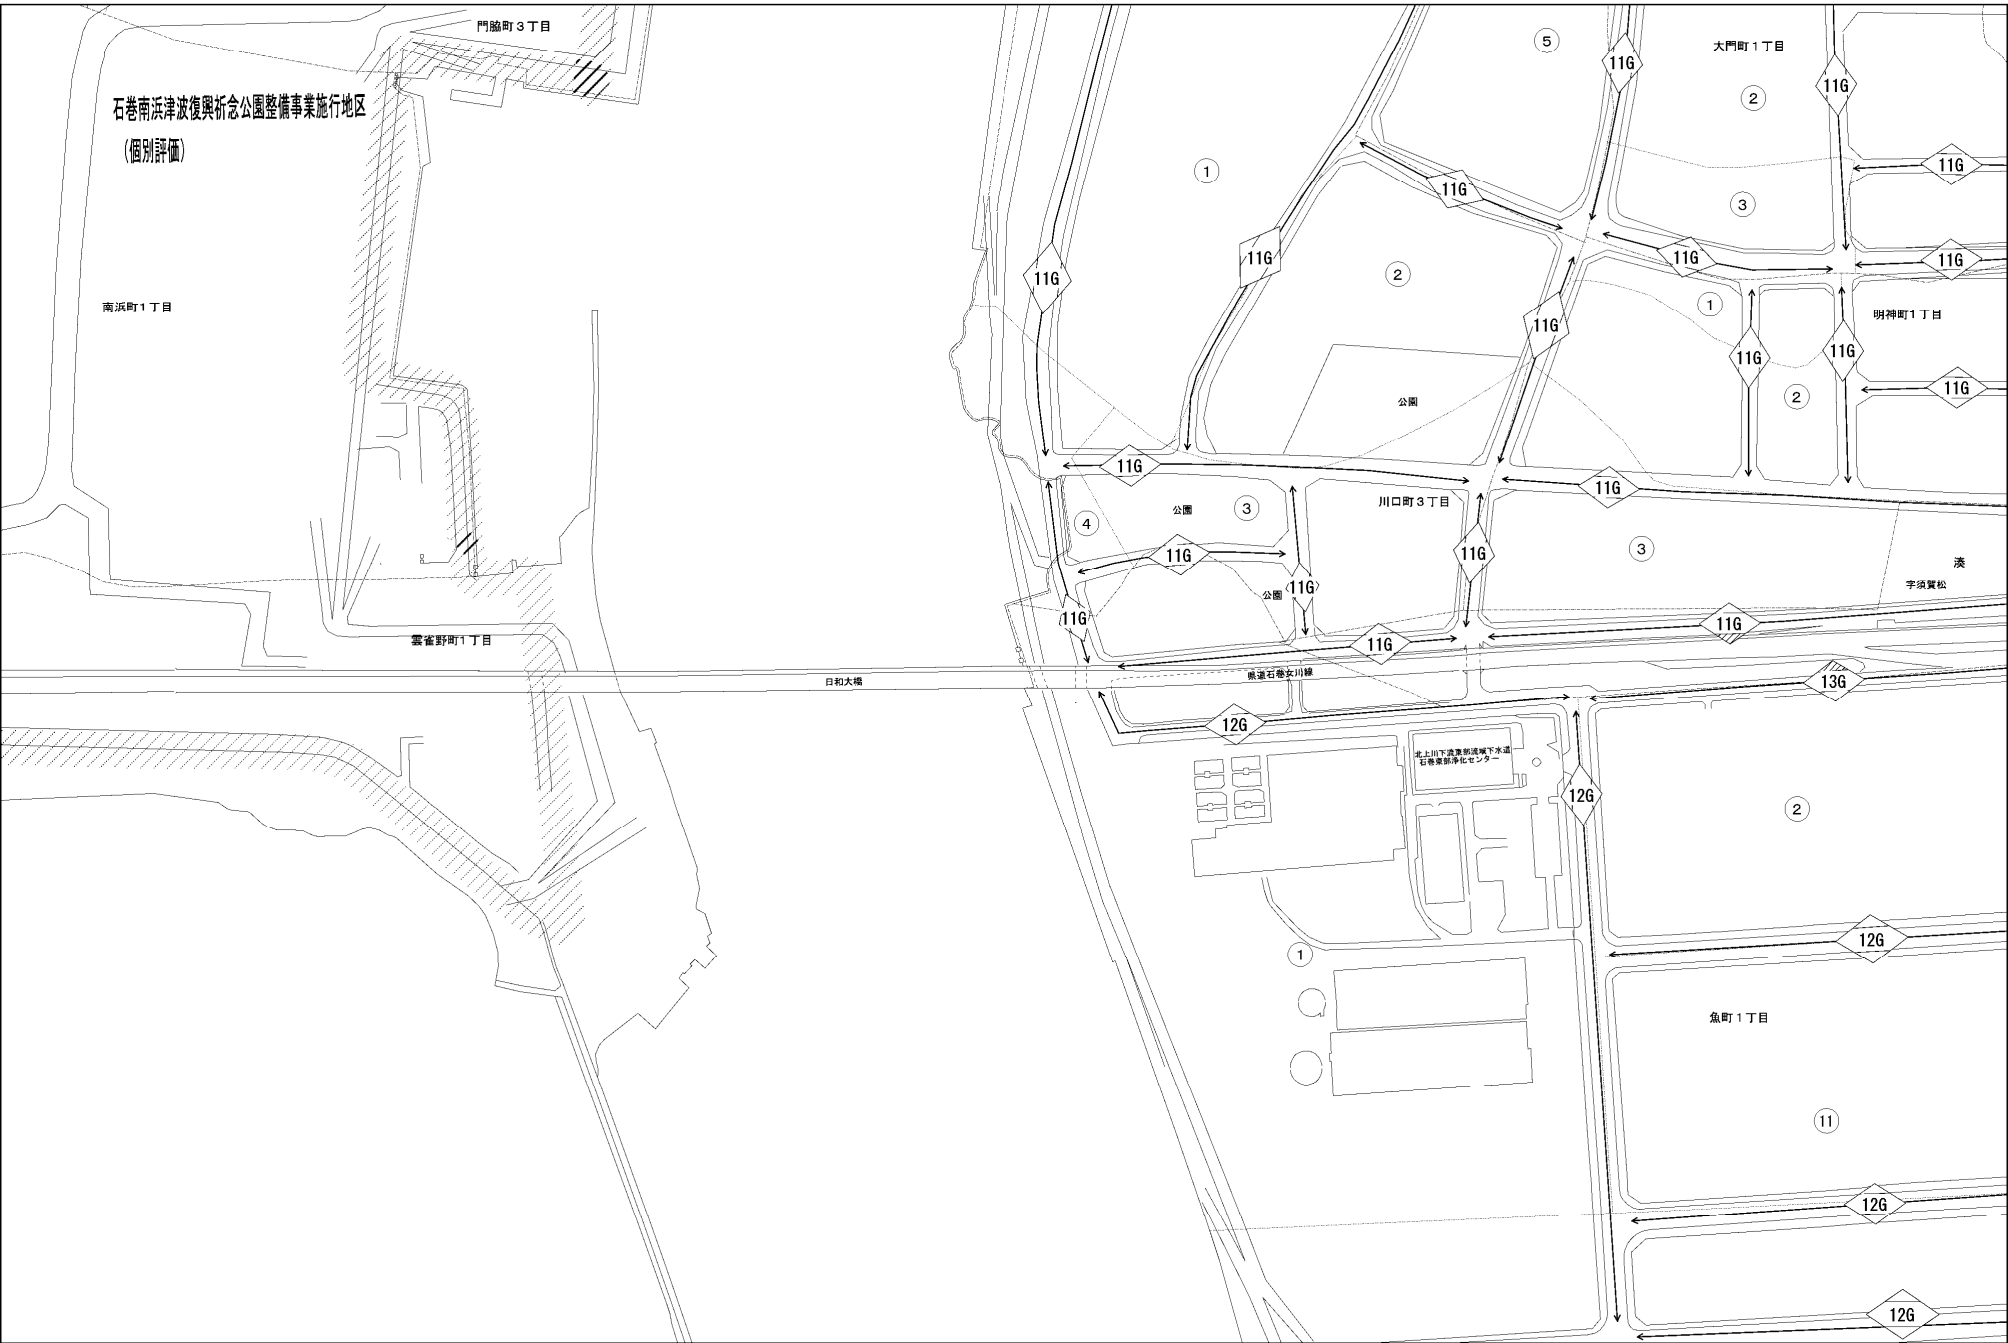 門脇町３丁目
石巻南浜津波復興祈念公園整備事業施行地区
（個別評価）
南浜町１丁目
雲雀野町１丁目
日和大橋
⑤
大門町１丁目
11G
②
11G
①
11G
11G
③
11G
11G
11G
11G
②
11G
①
明神町１丁目
11G
11G
11G
②
11G
公園
11G
11G
川口町３丁目
③
公園
④
11G
11G
③
湊
字須賀松
11G
公園
11G
11G
11G
県道石巻女川線
13G
12G
北上川下流東部流域下水道
石巻東部浄化センター
12G
②
12G
①
魚町１丁目
⑪
12G
12G